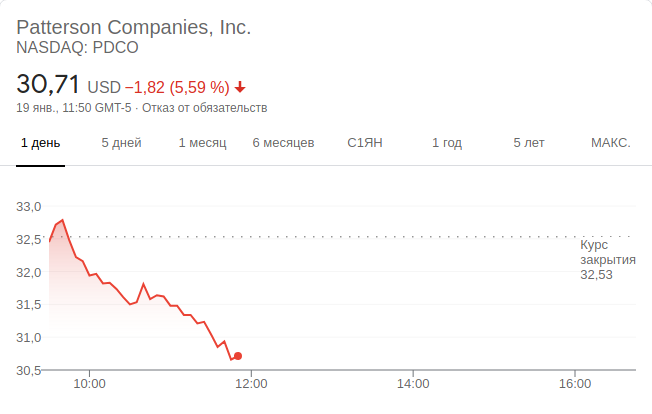 Patterson Companies, Inc.
NASDAQ: PDCO
30,71 USD −1,82 (5,59 %)
19 янв., 11:50 GMT-5 · Отказ от обязательств
1 день 5 дней 1 месяц 6 месяцев С1ЯН 1 год 5 лет МАКС.
33,0
32,5
Курс
закрытия
32,53
32,0
31,5
31,0
30,5
10:00 12:00 14:00 16:00